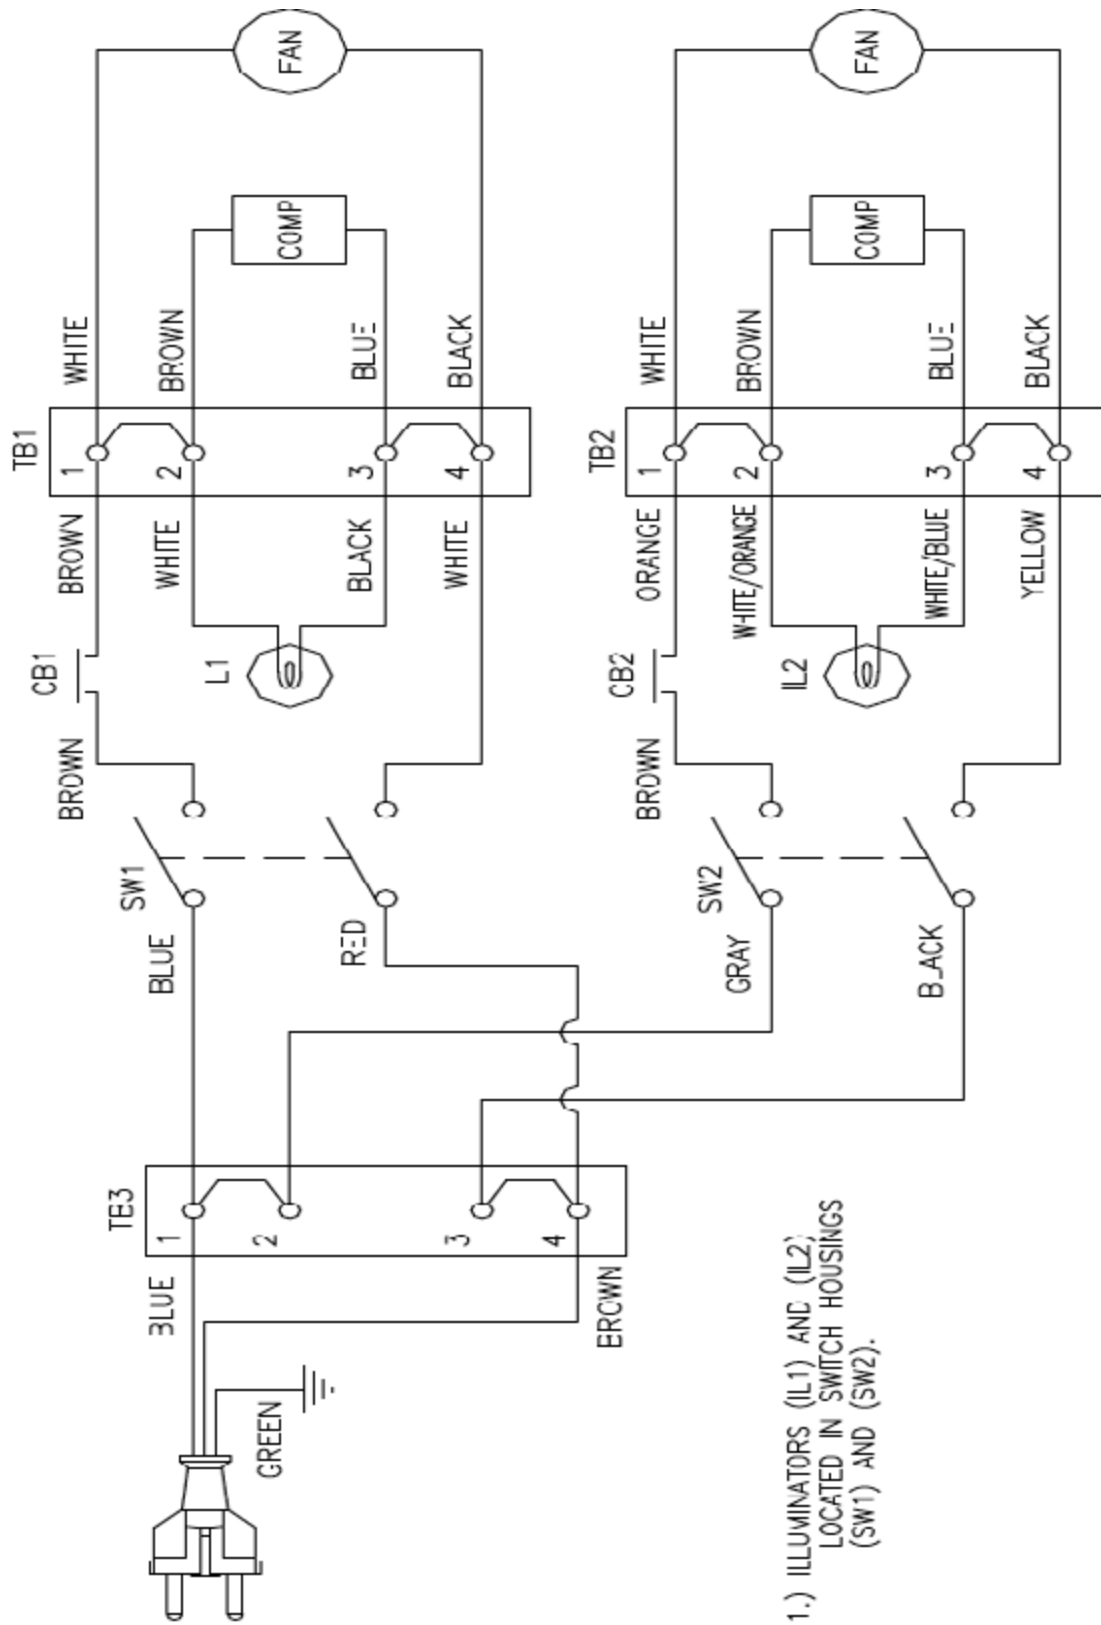 TB1
1
2
3
4
WHITE
BROWN
BLUE
BLACK
FAN
COMP
BROWN
WHITE
BLACK
WHITE
CB1
L1
BROWN
SW1
BLUE
RED
TB2
1
2
3
4
WHITE
BROWN
BLUE
BLACK
FAN
COMP
ORANGE
WHITE/ORANGE
WHITE/BLUE
YELLOW
CB2
IL2
BROWN
SW2
GRAY
BLACK
TE3
1
2
3
4
BLUE
BROWN
GREEN
1.) ILLUMINATORS (IL1) AND (IL2)
LOCATED IN SWITCH HOUSINGS
(SW1) AND (SW2).